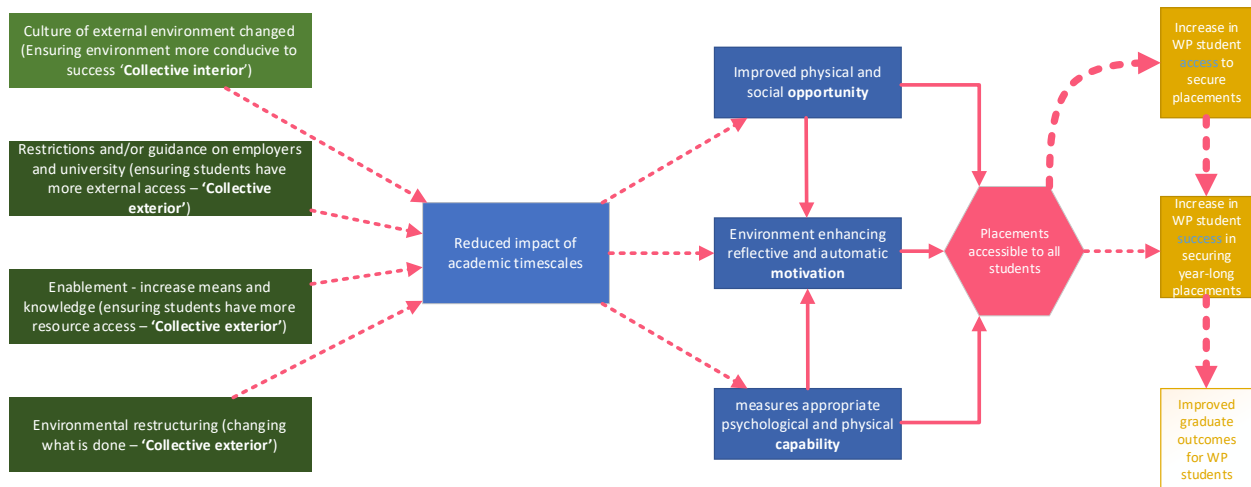 Culture of external environment changed
(Ensuring environment more conducive to
success ‘Collective interior’)
Restrictions and/or guidance on employers
and university (ensuring students have
more external access – ‘Collective
exterior’)
Enablement - increase means and
knowledge (ensuring students have more
resource access – ‘Collective exterior’)
Environmental restructuring (changing
what is done – ‘Collective exterior’)
Reduced impact of
academic timescales
Improved physical and
social opportunity
Environment enhancing
reflective and automatic
motivation
measures appropriate
psychological and physical
capability
Placements
accessible to all
students
Increase in
WP student
access to
secure
placements
Increase in
WP student
success in
securing
year-long
placements
Improved
graduate
outcomes
for WP
students